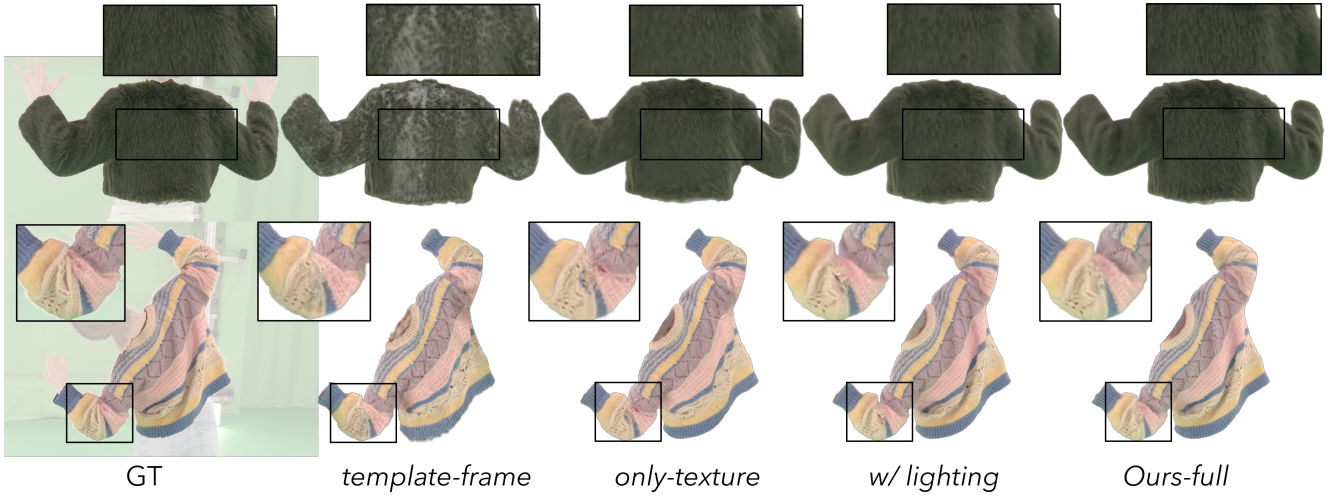 GT
template-frame
only-texture
w/ lighting
Ours-full